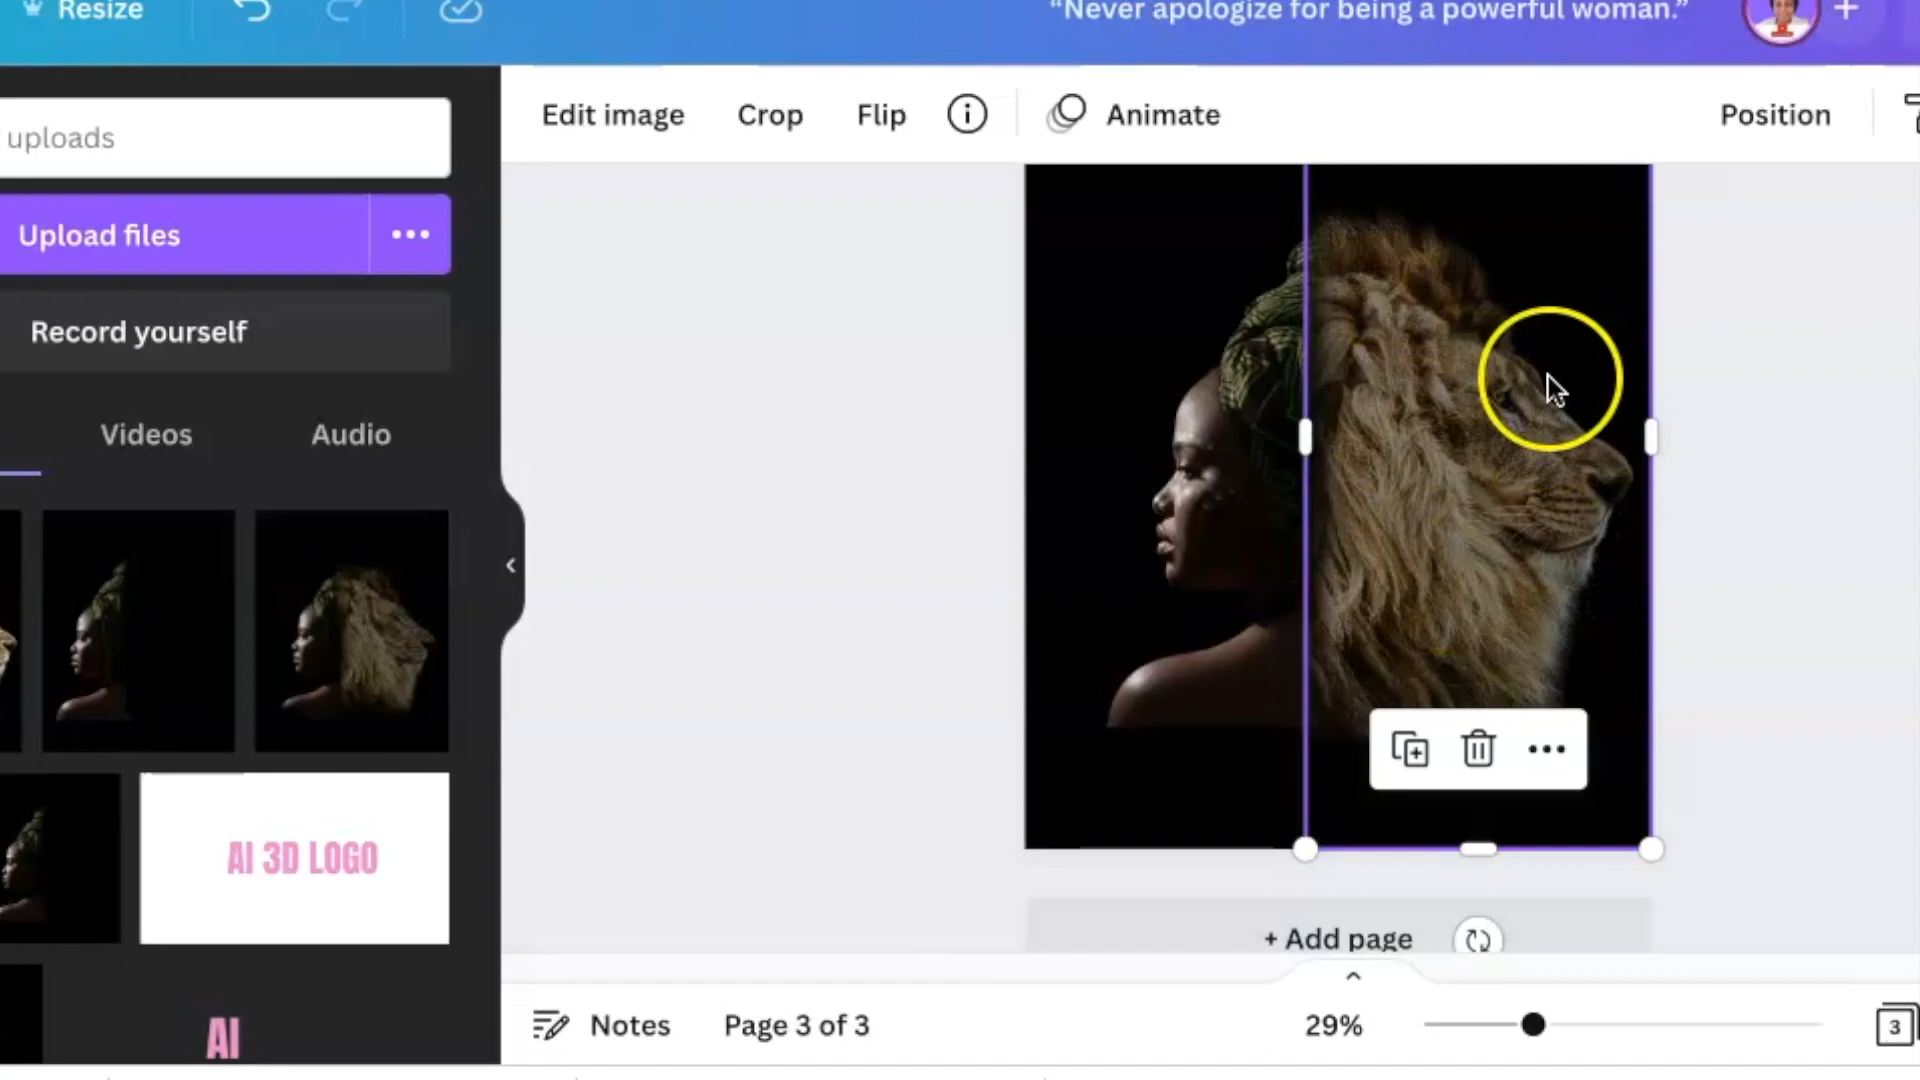 Resize
“Never apologize for being a powerful woman.”
uploads
Edit image
Crop
Flip
Animate
Position
Upload files
Record yourself
Videos
Audio
AI 3D LOGO
AI
+ Add page
Notes
Page 3 of 3
29%
3